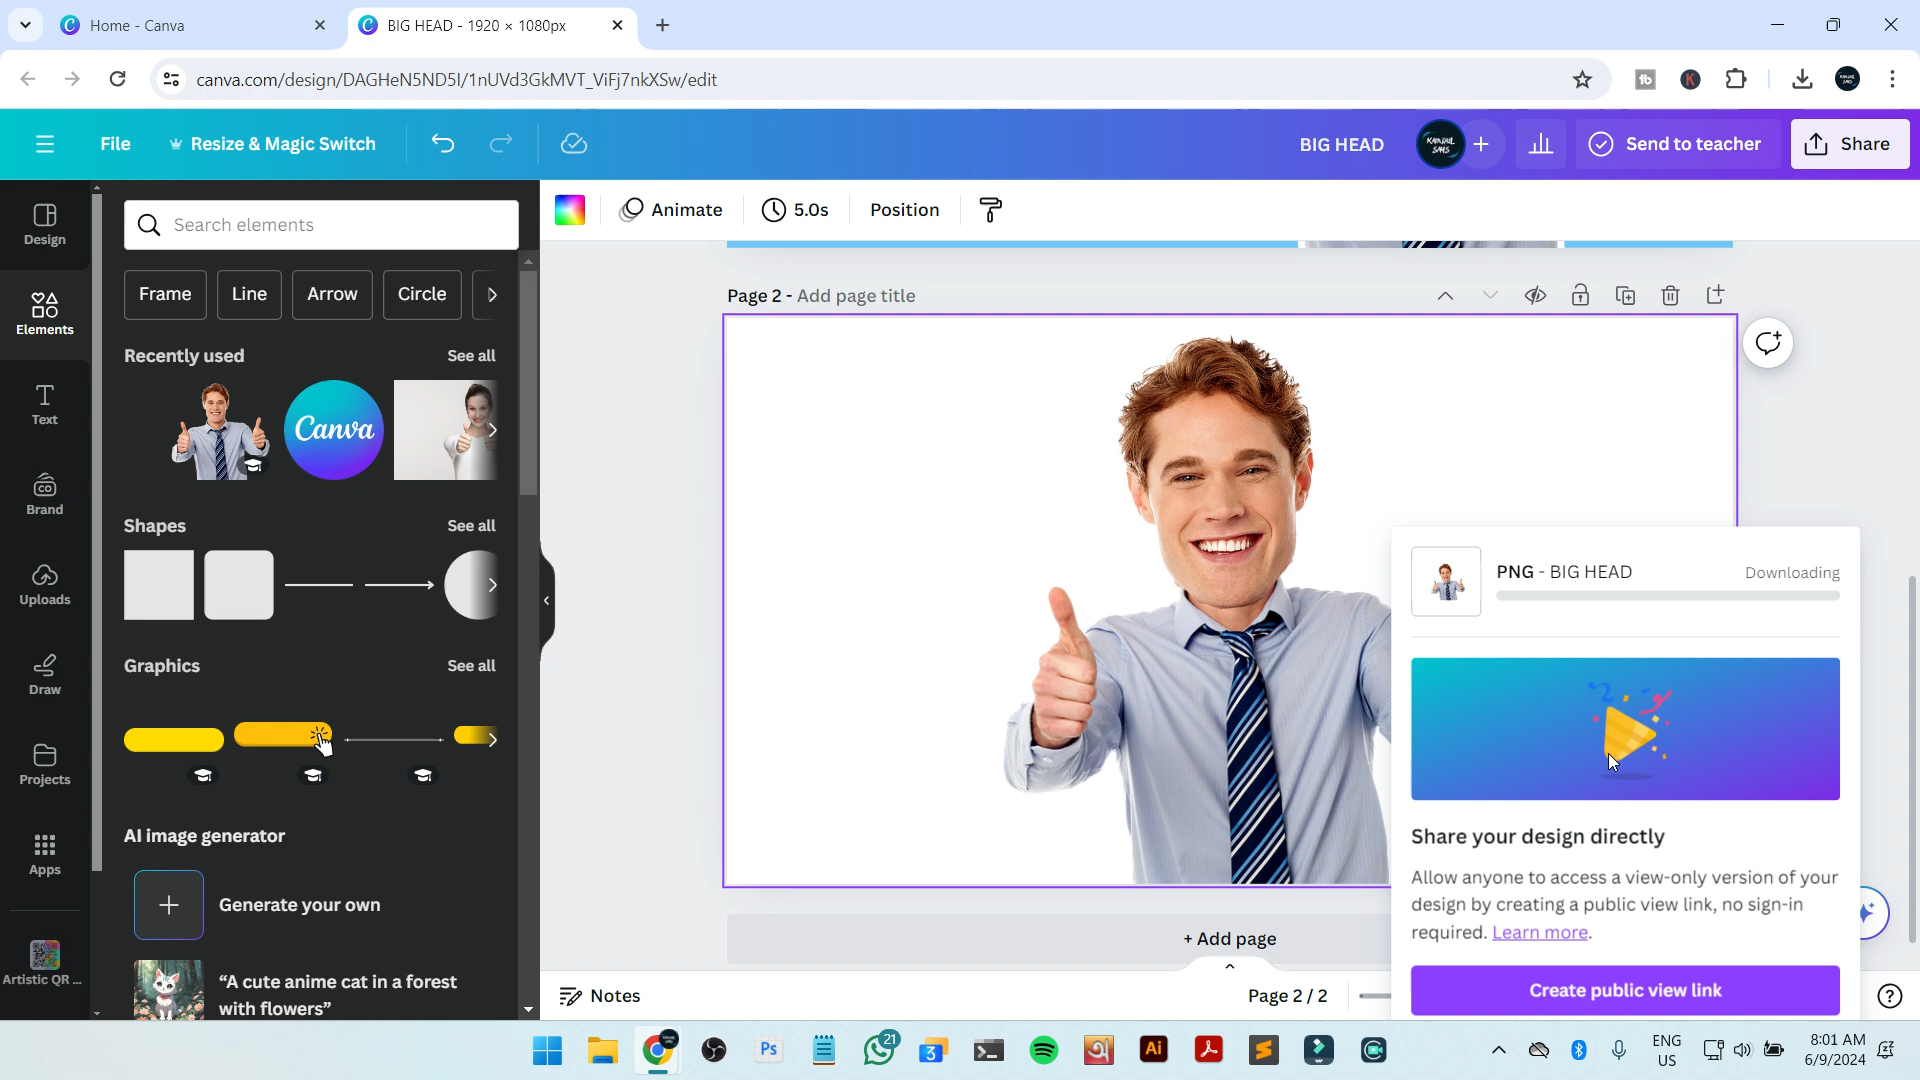 Home - Canva
BIG HEAD - 1920 × 1080px
canva.com/design/DAGHeN5ND5I/1nUVd3GkMVT_ViFj7nkXSw/edit
File
Resize & Magic Switch
BIG HEAD
KAMRUL
SAMS
Send to teacher
Share
Design
Elements
Text
Brand
Uploads
Draw
Projects
Apps
Artistic QR ...
Search elements
Frame
Line
Arrow
Circle
Recently used
See all
Canva
Shapes
See all
Graphics
See all
AI image generator
Generate your own
“A cute anime cat in a forest
with flowers”
Animate
5.0s
Position
Page 2 - Add page title
PNG - BIG HEAD
Downloading
Share your design directly
Allow anyone to access a view-only version of your
design by creating a public view link, no sign-in
required. Learn more.
Create public view link
+ Add page
Notes
Page 2 / 2
Ps
21
3
Ai
ENG
US
8:01 AM
6/9/2024